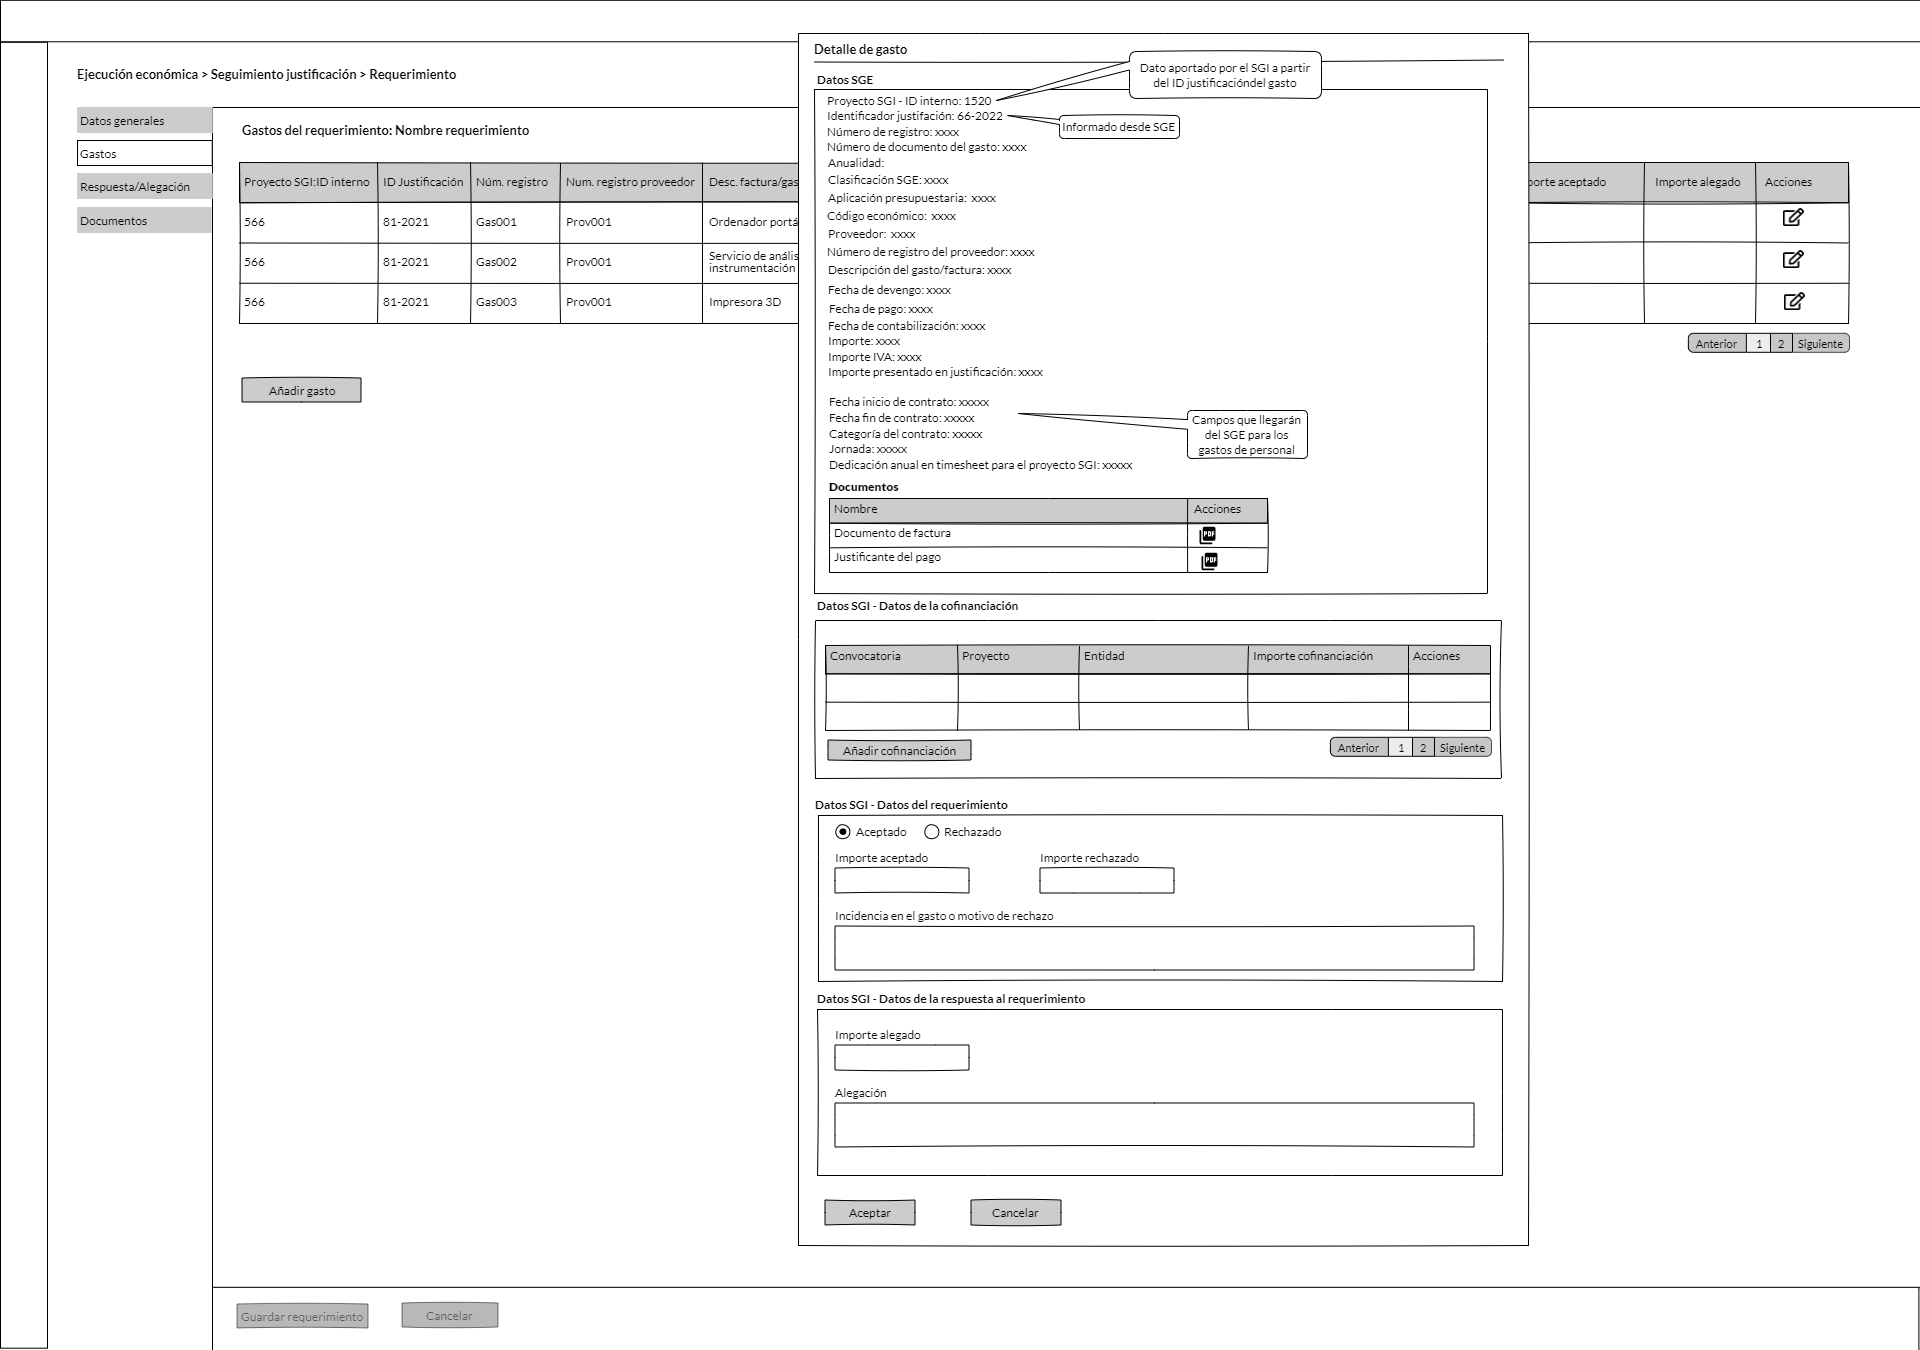 Ejecución económica > Seguimiento justificación > Requerimiento
Datos generales
Gastos
Respuesta/Alegación
Documentos
Gastos del requerimiento: Nombre requerimiento
Proyecto SGI:ID interno ID Justificación Núm. registro Num. registro proveedor Desc. factura/gas
566 81-2021 Gas001 Prov001 Ordenador portá
566 81-2021 Gas002 Prov001 Servicio de anális
instrumentación
566 81-2021 Gas003 Prov001 Impresora 3D
Añadir gasto
porte aceptado Importe alegado Acciones
Anterior 1 2 Siguiente
Detalle de gasto
Dato aportado por el SGI a partir
del ID justificacióndel gasto
Datos SGE
Proyecto SGI - ID interno: 1520
Identificador justifación: 66-2022
Informado desde SGE
Número de registro: xxxx
Número de documento del gasto: xxxx
Anualidad:
Clasificación SGE: xxxx
Aplicación presupuestaria: xxxx
Código económico: xxxx
Proveedor: xxxx
Número de registro del proveedor: xxxx
Descripción del gasto/factura: xxxx
Fecha de devengo: xxxx
Fecha de pago: xxxx
Fecha de contabilización: xxxx
Importe: xxxx
Importe IVA: xxxx
Importe presentado en justificación: xxxx
Fecha inicio de contrato: xxxxx
Fecha fin de contrato: xxxxx
Categoría del contrato: xxxxx
Jornada: xxxxx
Dedicación anual en timesheet para el proyecto SGI: xxxxx
Campos que llegarán
del SGE para los
gastos de personal
Documentos
Nombre Acciones
Documento de factura PDF
Justificante del pago PDF
Datos SGI - Datos de la cofinanciación
Convocatoria Proyecto Entidad Importe cofinanciación Acciones
Añadir cofinanciación
Anterior 1 2 Siguiente
Datos SGI - Datos del requerimiento
Aceptado Rechazado
Importe aceptado Importe rechazado
Incidencia en el gasto o motivo de rechazo
Datos SGI - Datos de la respuesta al requerimiento
Importe alegado
Alegación
Aceptar Cancelar
Guardar requerimiento Cancelar